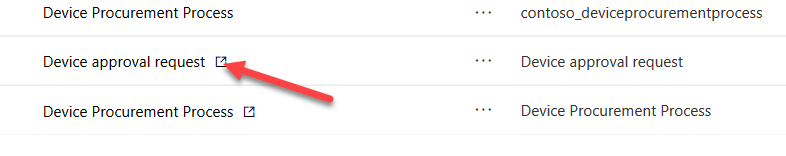 Device Procurement Process ··· contoso_deviceprocurementprocess
Device approval request ··· Device approval request
Device Procurement Process ··· Device Procurement Process